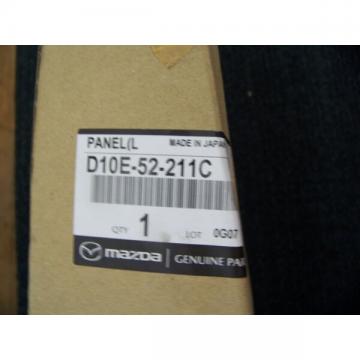 PANEL(L MADE IN JAPAN
D10E-52-211C
QTY 1 LOT 0G07
mazda GENUINE PAR